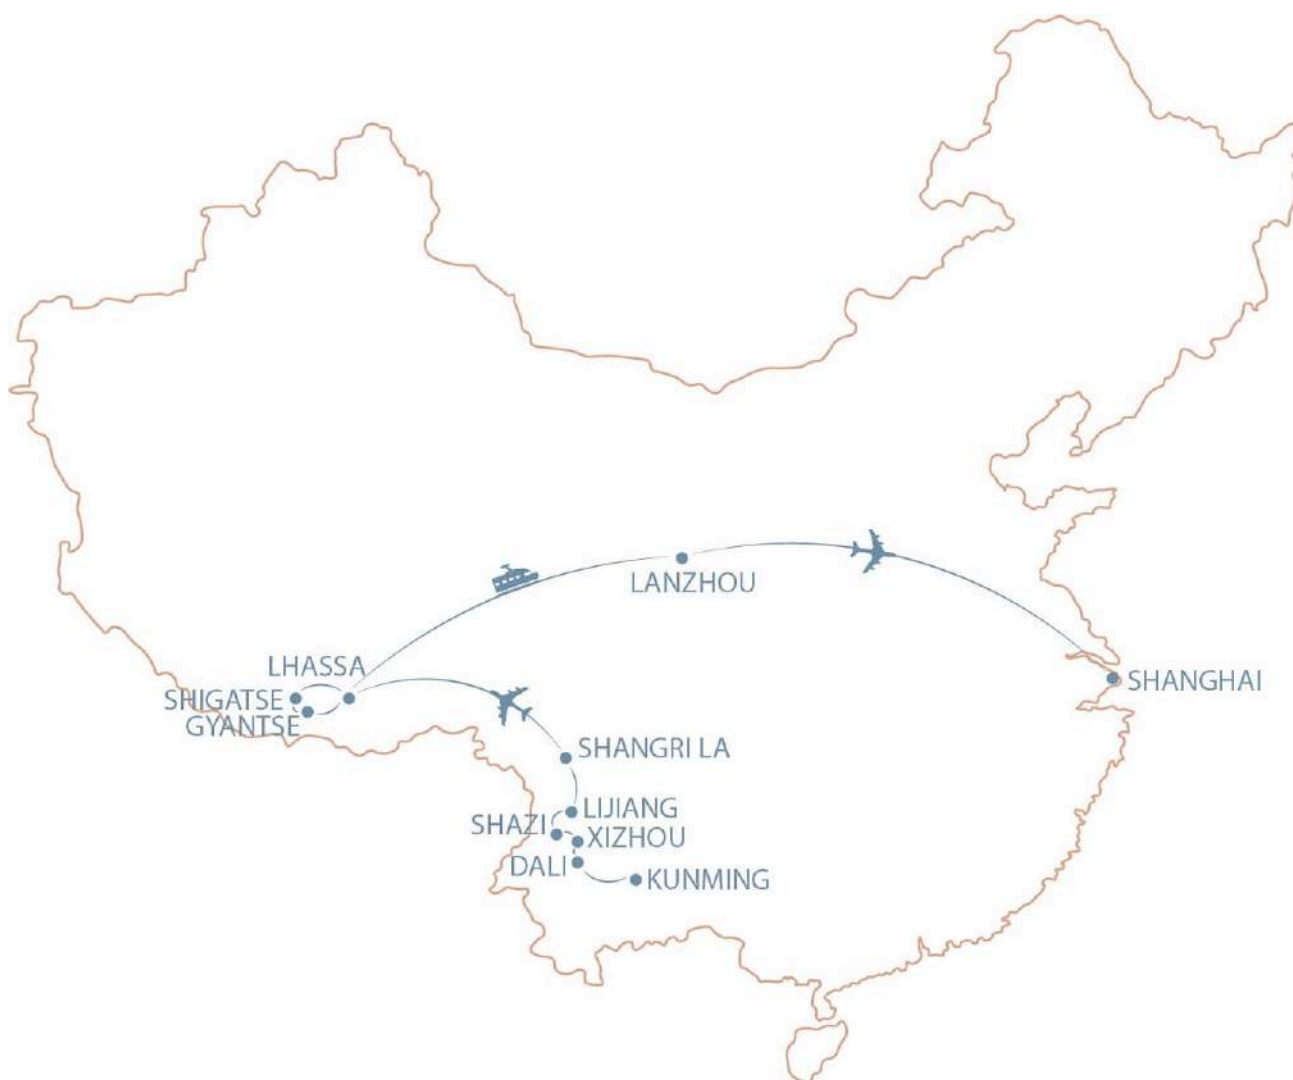 LANZHOU
LHASSA
SHIGATSE
GYANTSE
SHANGHAI
SHANGRI LA
LIJIANG
SHAZI
XIZHOU
DALI
KUNMING